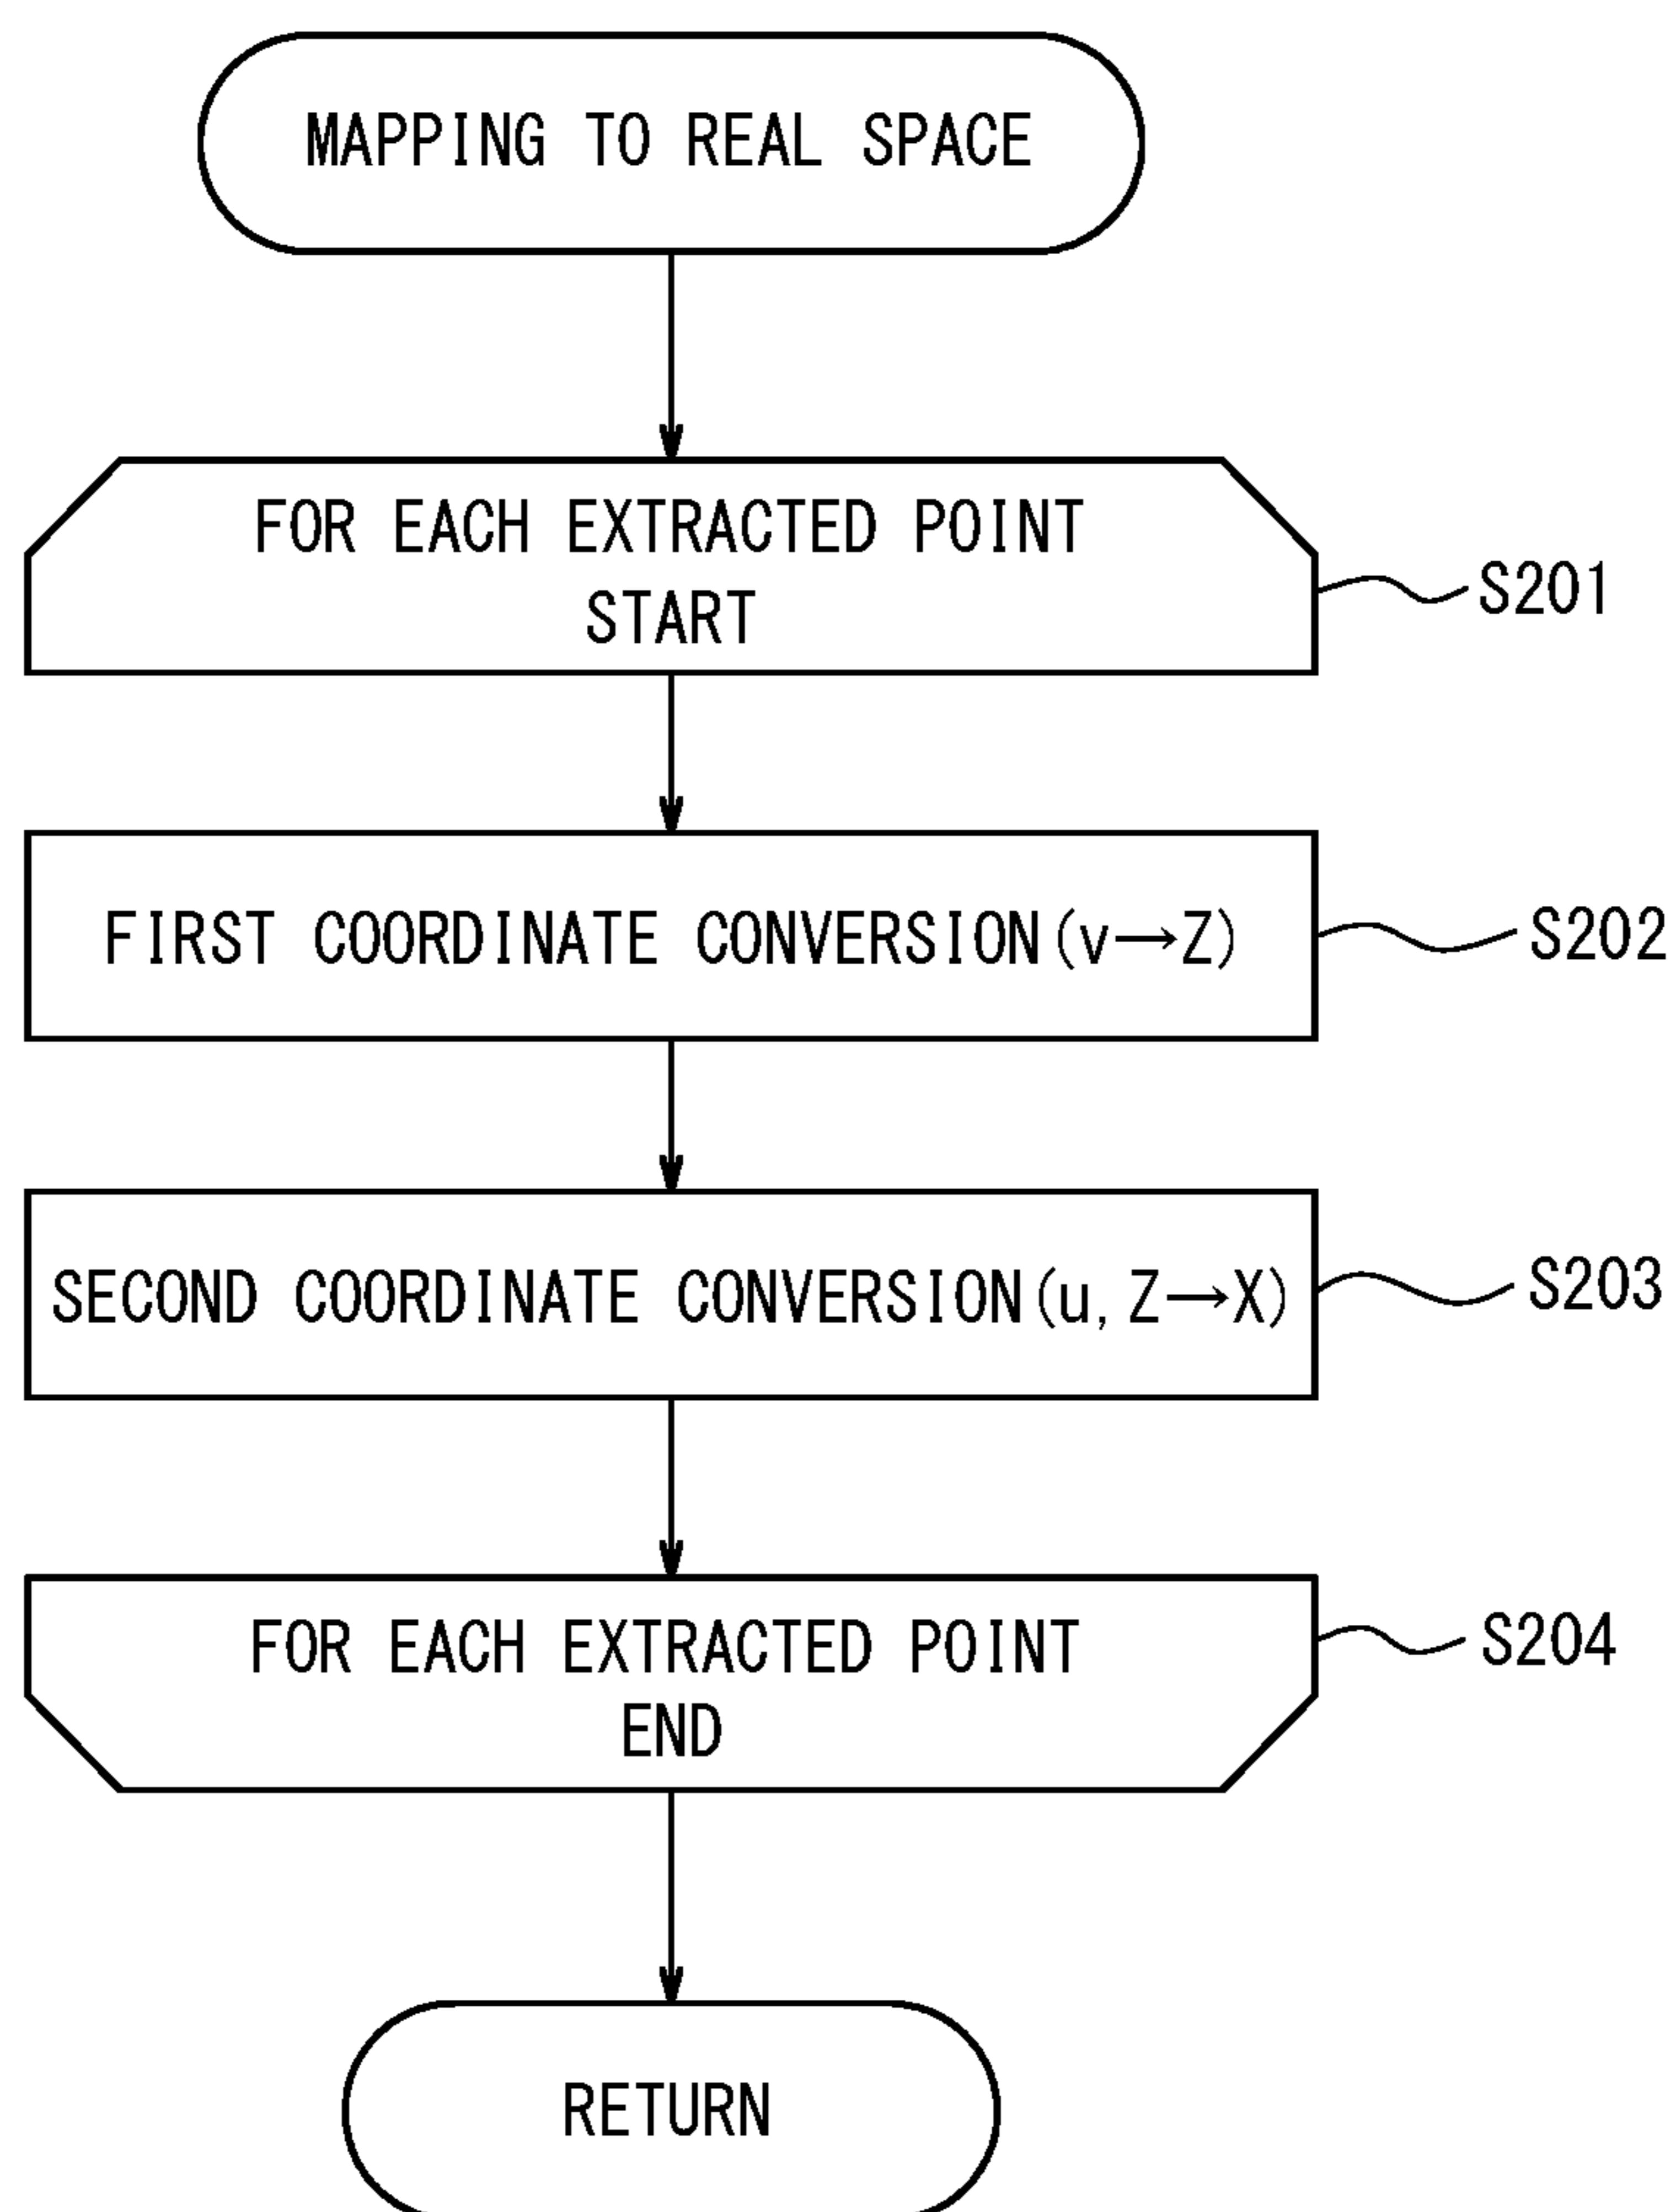 MAPPING TO REAL SPACE
FOR EACH EXTRACTED POINT
START
S201
FIRST COORDINATE CONVERSION(v→Z)
S202
SECOND COORDINATE CONVERSION(u, Z→X)
S203
FOR EACH EXTRACTED POINT
END
S204
RETURN